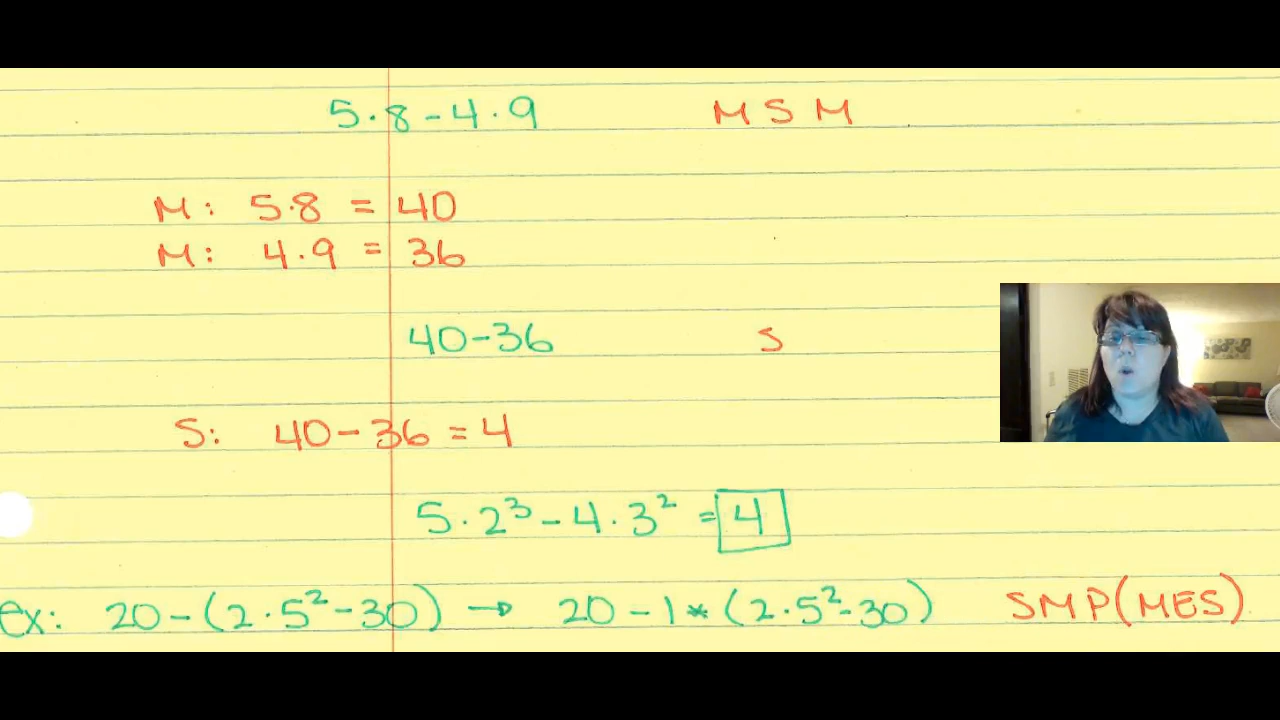 5·8-4·9 MSM
M: 5·8 = 40
M: 4·9 = 36
40-36 S
S: 40-36=4
5·2³-4·3² = 4
ex: 20-(2·5²-30) → 20-1*(2·5²-30) SMP(MES)